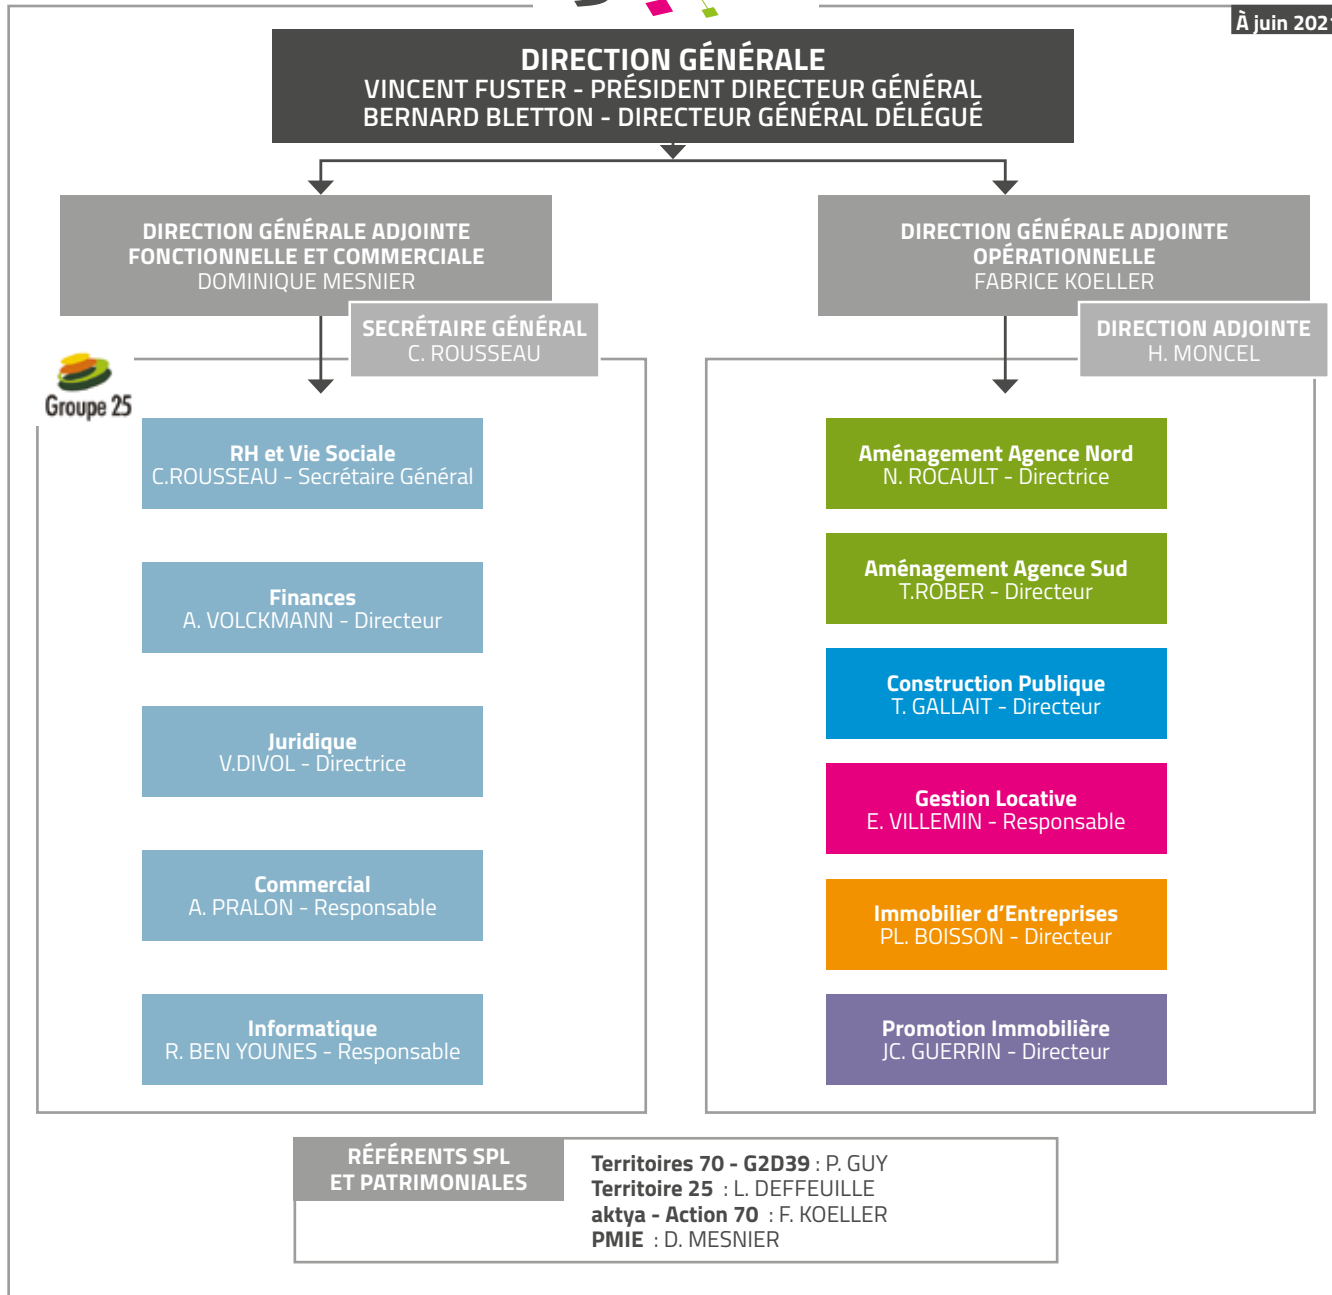 À juin 2021
DIRECTION GÉNÉRALE
VINCENT FUSTER - PRÉSIDENT DIRECTEUR GÉNÉRAL
BERNARD BLETTON - DIRECTEUR GÉNÉRAL DÉLÉGUÉ
DIRECTION GÉNÉRALE ADJOINTE
FONCTIONNELLE ET COMMERCIALE
DOMINIQUE MESNIER
SECRÉTAIRE GÉNÉRAL
C. ROUSSEAU
Groupe 25
RH et Vie Sociale
C.ROUSSEAU - Secrétaire Général
Finances
A. VOLCKMANN - Directeur
Juridique
V.DIVOL - Directrice
Commercial
A. PRALON - Responsable
Informatique
R. BEN YOUNES - Responsable
DIRECTION GÉNÉRALE ADJOINTE
OPÉRATIONNELLE
FABRICE KOELLER
DIRECTION ADJOINTE
H. MONCEL
Aménagement Agence Nord
N. ROCAULT - Directrice
Aménagement Agence Sud
T.ROBER - Directeur
Construction Publique
T. GALLAIT - Directeur
Gestion Locative
E. VILLEMIN - Responsable
Immobilier d'Entreprises
PL. BOISSON - Directeur
Promotion Immobilière
JC. GUERRIN - Directeur
RÉFÉRENTS SPL
ET PATRIMONIALES
Territoires 70 - G2D39 : P. GUY
Territoire 25 : L. DEFFEUILLE
aktya - Action 70 : F. KOELLER
PMIE : D. MESNIER